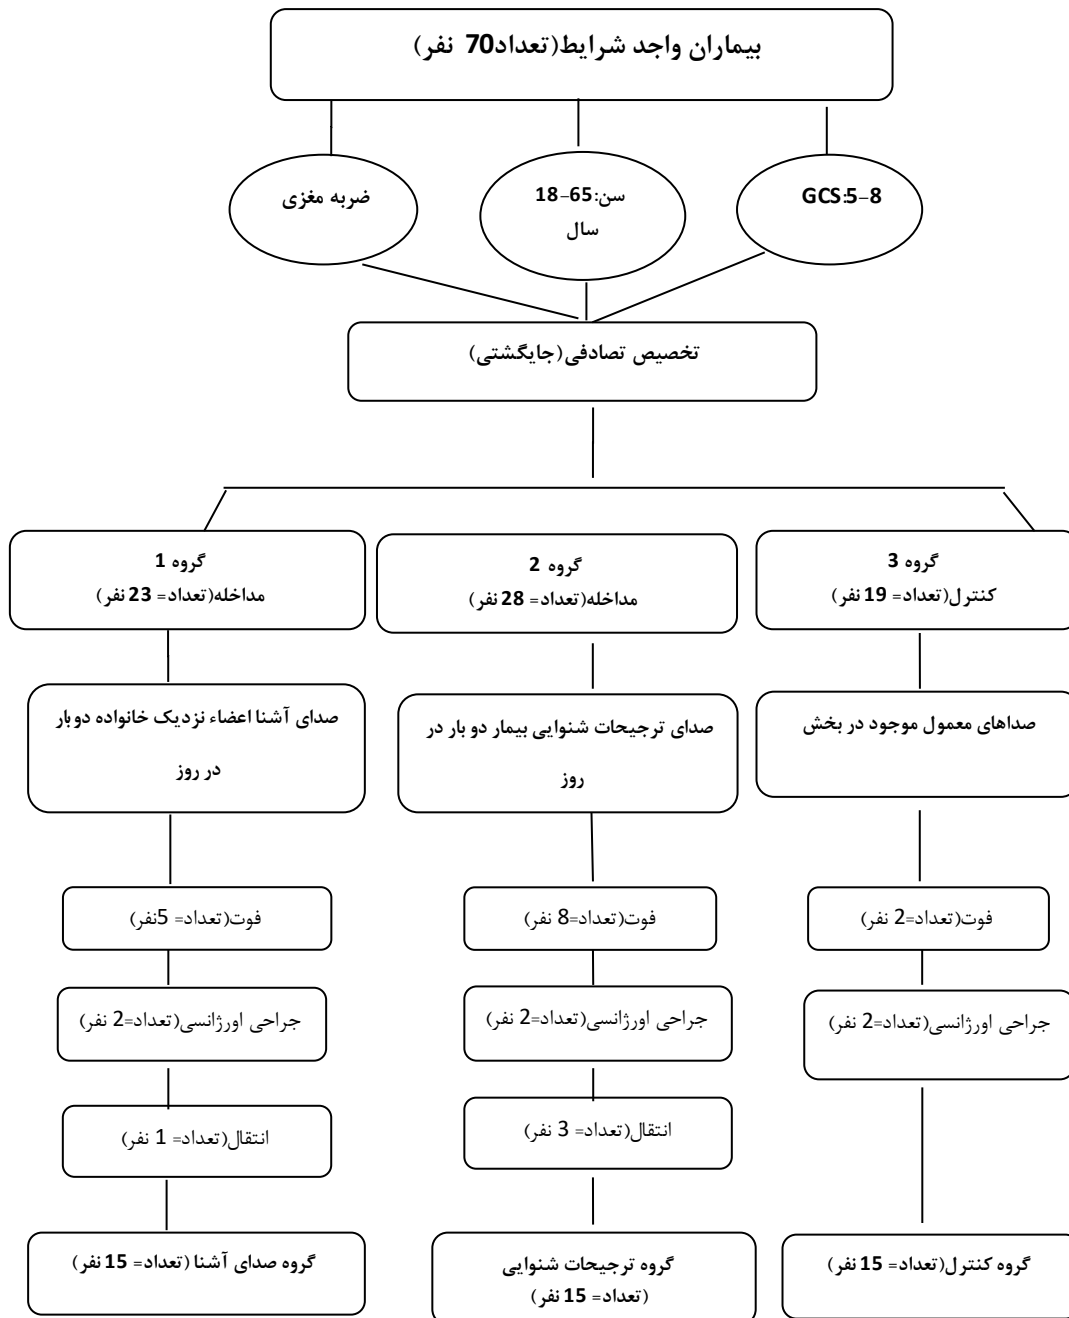 بیماران واجد شرایط(تعداد70 نفر)
GCS:5-8
سن:65-18
سال
ضربه مغزی
تخصیص تصادفی(جایگشتی)
گروه 3
کنترل(تعداد= 19 نفر)
گروه 2
مداخله(تعداد= 28 نفر)
گروه 1
مداخله(تعداد= 23 نفر)
صداهای معمول موجود در بخش
صدای ترجیحات شنوایی بیمار دو بار در
روز
صدای آشنا اعضاء نزدیک خانواده دوبار
در روز
فوت(تعداد=2 نفر)
فوت(تعداد=8 نفر)
فوت(تعداد= 5نفر)
جراحی اورژانسی(تعداد=2 نفر)
جراحی اورژانسی(تعداد=2 نفر)
جراحی اورژانسی(تعداد=2 نفر)
انتقال(تعداد= 3 نفر)
انتقال(تعداد= 1 نفر)
گروه کنترل(تعداد= 15 نفر)
گروه ترجیحات شنوایی
(تعداد= 15 نفر)
گروه صدای آشنا (تعداد= 15 نفر)